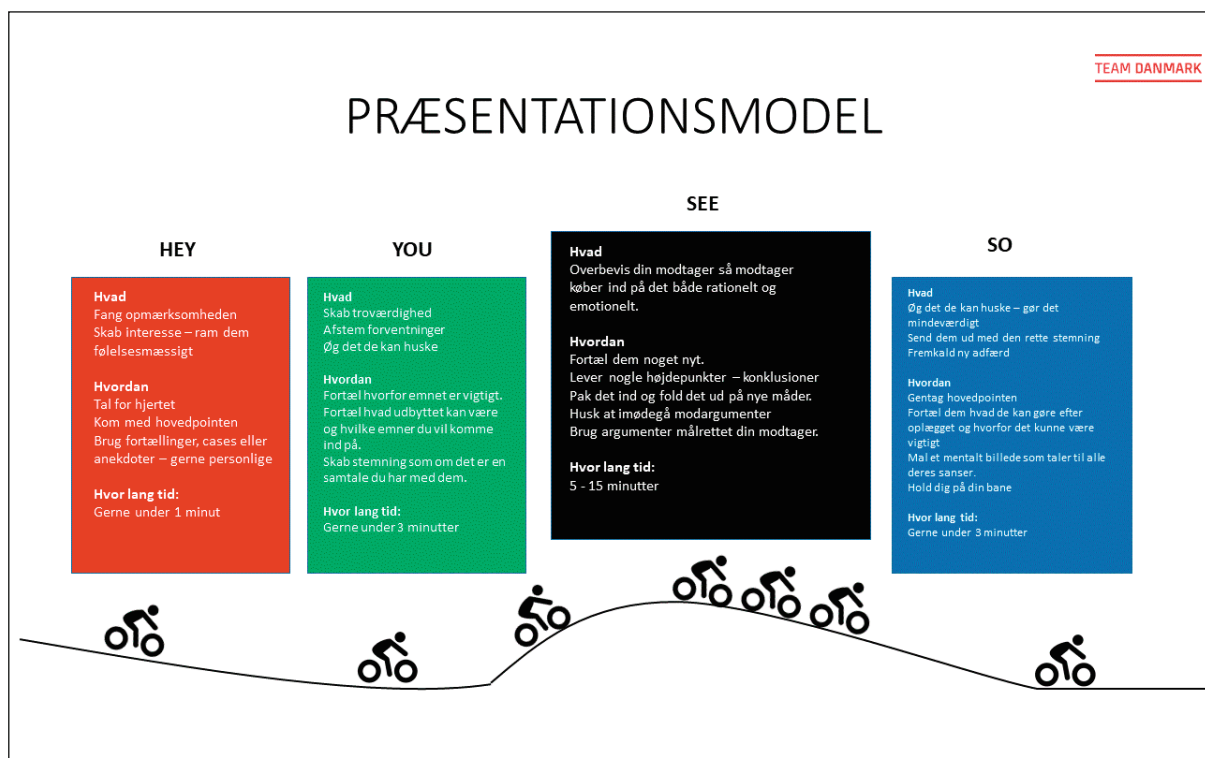 TEAM DANMARK
PRÆSENTATIONSMODEL
HEY
Hvad
Fang opmærksomheden
Skab interesse – ram dem
følelsesmæssigt
Hvordan
Tal for hjertet
Kom med hovedpointen
Brug fortællinger, cases eller
anekdoter – gerne personlige
Hvor lang tid:
Gerne under 1 minut
YOU
Hvad
Skab troværdighed
Afstem forventninger
Øg det de kan huske
Hvordan
Fortæl hvorfor emnet er vigtigt.
Fortæl hvad udbyttet kan være
og hvilke emner du vil komme
ind på.
Skab stemning som om det er en
samtale du har med dem.
Hvor lang tid:
Gerne under 3 minutter
SEE
Hvad
Overbevis din modtager så modtager
køber ind på det både rationelt og
emotionelt.
Hvordan
Fortæl dem noget nyt.
Lever nogle højdepunkter – konklusioner
Pak det ind og fold det ud på nye måder.
Husk at imødegå modargumenter
Brug argumenter målrettet din modtager.
Hvor lang tid:
5 - 15 minutter
SO
Hvad
Øg det de kan huske – gør det
mindeværdigt
Send dem ud med den rette stemning
Fremkald ny adfærd
Hvordan
Gentag hovedpointen
Fortæl dem hvad de kan gøre efter
oplægget og hvorfor det kunne være
vigtigt
Mal et mentalt billede som taler til alle
deres sanser.
Hold dig på din bane
Hvor lang tid:
Gerne under 3 minutter